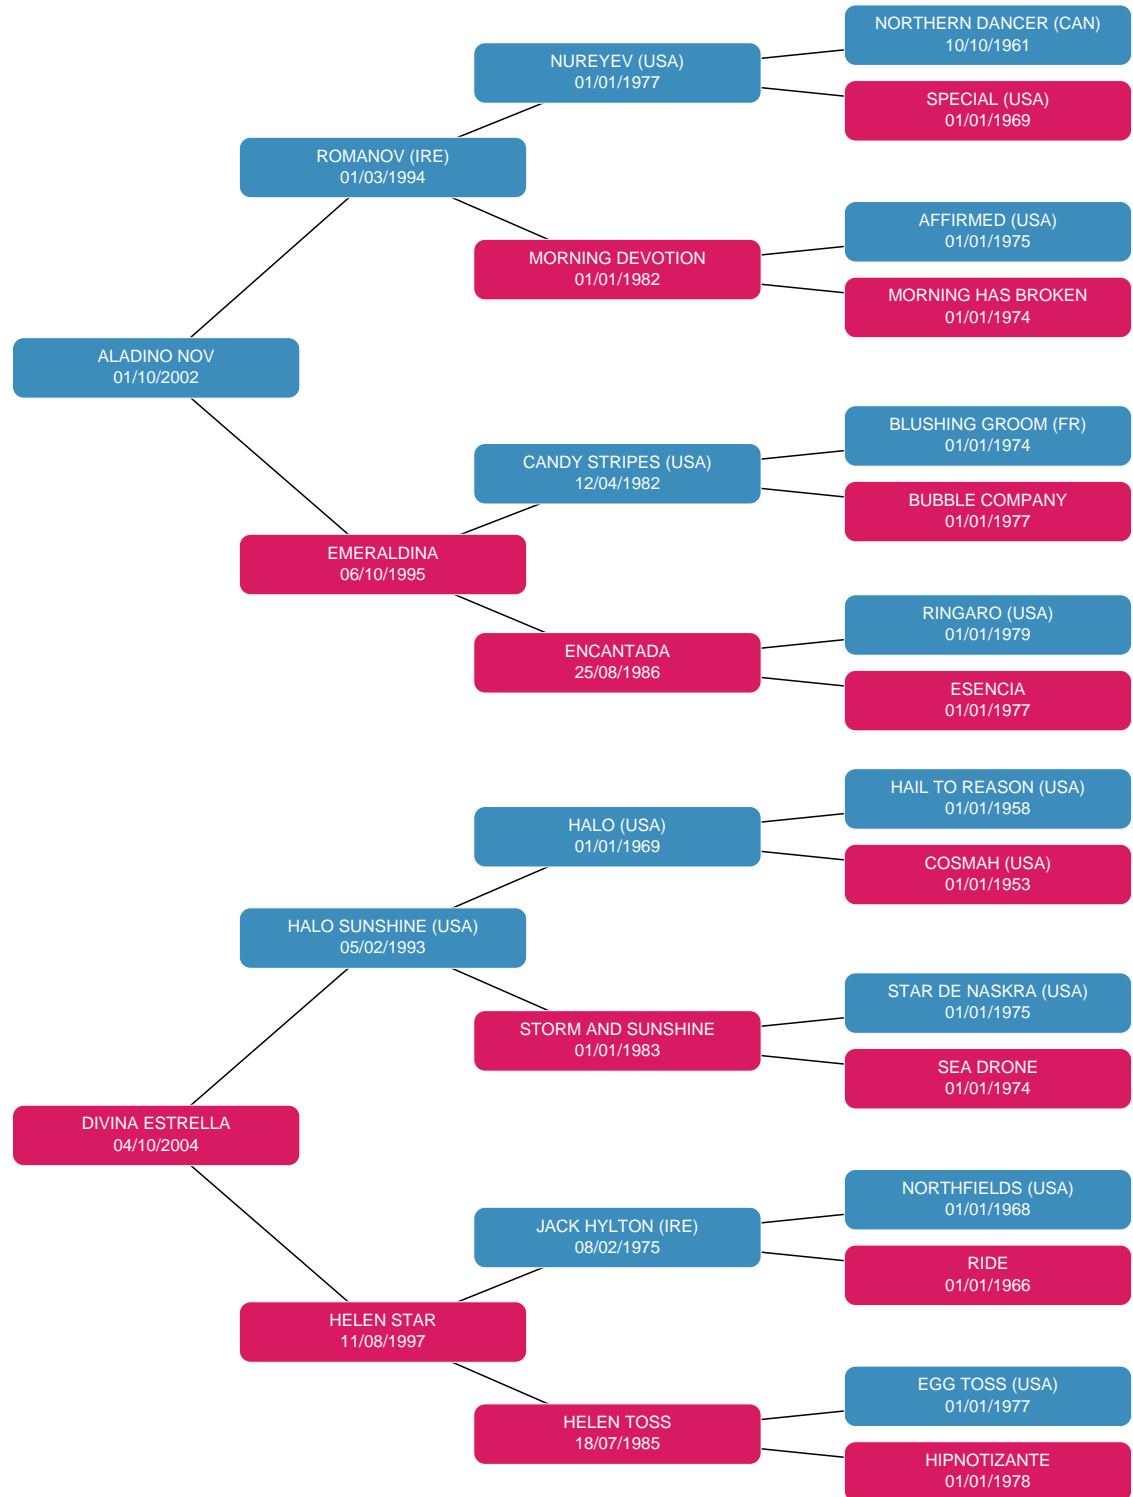 NORTHERN DANCER (CAN)
10/10/1961
NUREYEV (USA)
01/01/1977
SPECIAL (USA)
01/01/1969
ROMANOV (IRE)
01/03/1994
AFFIRMED (USA)
01/01/1975
MORNING DEVOTION
01/01/1982
MORNING HAS BROKEN
01/01/1974
ALADINO NOV
01/10/2002
BLUSHING GROOM (FR)
01/01/1974
CANDY STRIPES (USA)
12/04/1982
BUBBLE COMPANY
01/01/1977
EMERALDINA
06/10/1995
RINGARO (USA)
01/01/1979
ENCANTADA
25/08/1986
ESENCIA
01/01/1977
HAIL TO REASON (USA)
01/01/1958
HALO (USA)
01/01/1969
COSMAH (USA)
01/01/1953
HALO SUNSHINE (USA)
05/02/1993
STAR DE NASKRA (USA)
01/01/1975
STORM AND SUNSHINE
01/01/1983
SEA DRONE
01/01/1974
DIVINA ESTRELLA
04/10/2004
NORTHFIELDS (USA)
01/01/1968
JACK HYLTON (IRE)
08/02/1975
RIDE
01/01/1966
HELEN STAR
11/08/1997
EGG TOSS (USA)
01/01/1977
HELEN TOSS
18/07/1985
HIPNOTIZANTE
01/01/1978